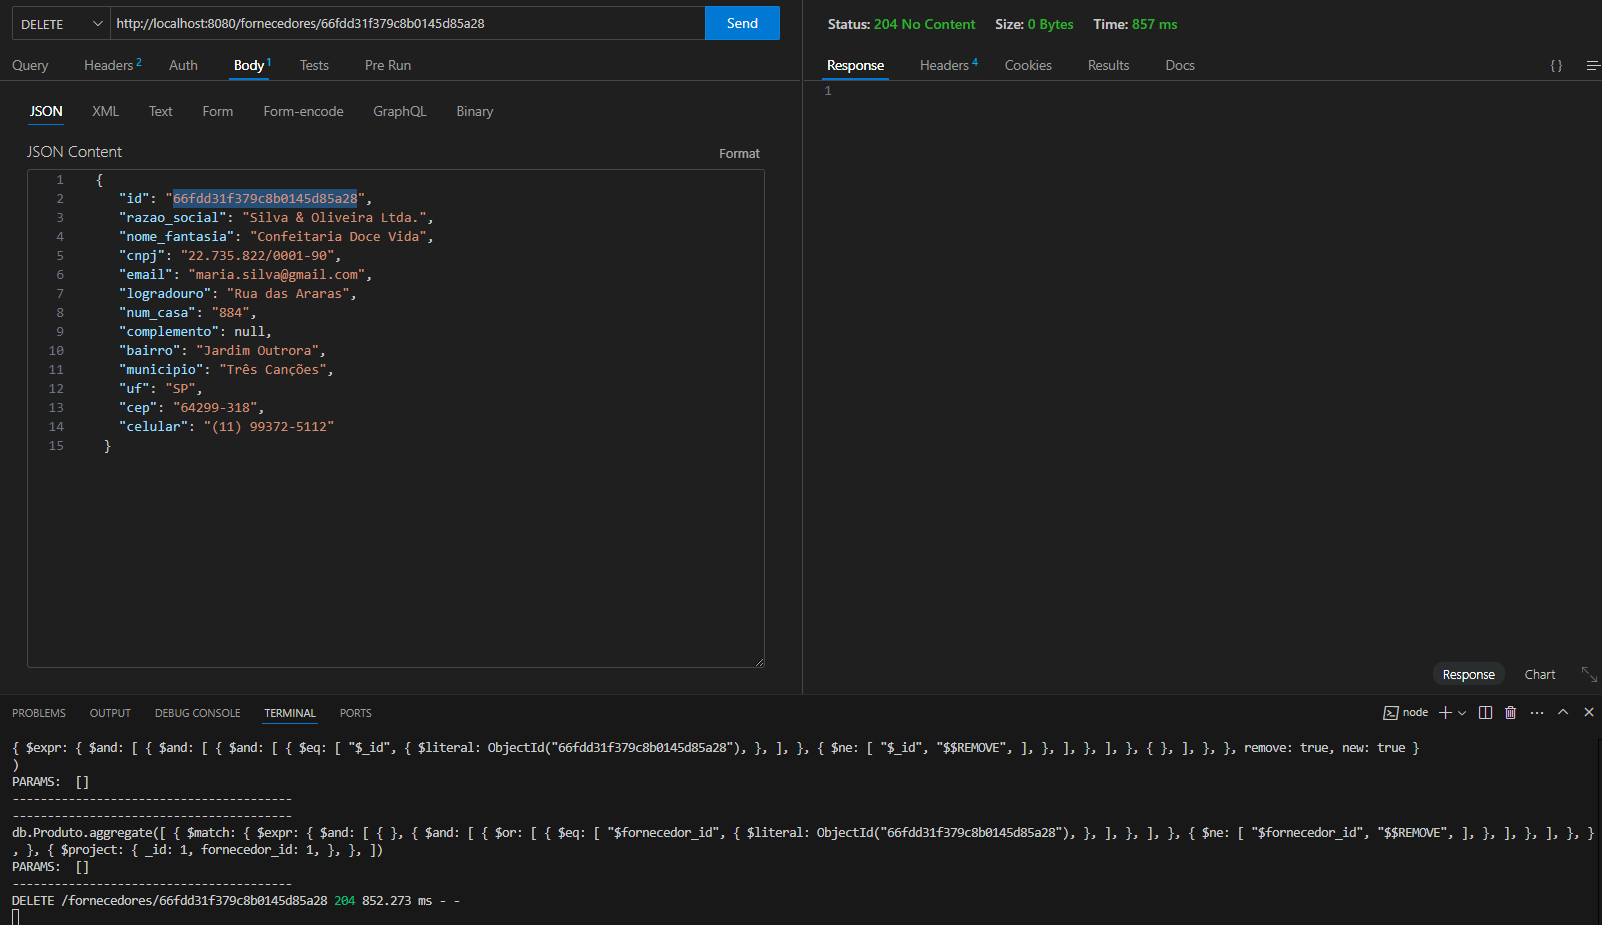 DELETE http://localhost:8080/fornecedores/66fdd31f379c8b0145d85a28 Send
Query Headers 2 Auth Body 1 Tests Pre Run
JSON XML Text Form Form-encode GraphQL Binary
JSON Content Format
1 {
2 "id": "66fdd31f379c8b0145d85a28",
3 "razao_social": "Silva & Oliveira Ltda.",
4 "nome_fantasia": "Confeitaria Doce Vida",
5 "cnpj": "22.735.822/0001-90",
6 "email": "maria.silva@gmail.com",
7 "logradouro": "Rua das Araras",
8 "num_casa": "884",
9 "complemento": null,
10 "bairro": "Jardim Outrora",
11 "municipio": "Três Canções",
12 "uf": "SP",
13 "cep": "64299-318",
14 "celular": "(11) 99372-5112"
15 }
Status: 204 No Content Size: 0 Bytes Time: 857 ms
Response Headers 4 Cookies Results Docs { }
1
Response Chart
PROBLEMS OUTPUT DEBUG CONSOLE TERMINAL PORTS node
{ $expr: { $and: [ { $and: [ { $and: [ { $eq: [ "$_id", { $literal: ObjectId("66fdd31f379c8b0145d85a28"), }, ], }, { $ne: [ "$_id", "$$REMOVE", ], }, ], }, ], }, { }, ], }, }, remove: true, new: true }
)
PARAMS: []
----------------------------------------
----------------------------------------
db.Produto.aggregate([ { $match: { $expr: { $and: [ { }, { $and: [ { $or: [ { $eq: [ "$fornecedor_id", { $literal: ObjectId("66fdd31f379c8b0145d85a28"), }, ], }, ], }, { $ne: [ "$fornecedor_id", "$$REMOVE", ], }, ], }, ], }, }
, }, { $project: { _id: 1, fornecedor_id: 1, }, }, ])
PARAMS: []
----------------------------------------
DELETE /fornecedores/66fdd31f379c8b0145d85a28 204 852.273 ms - -